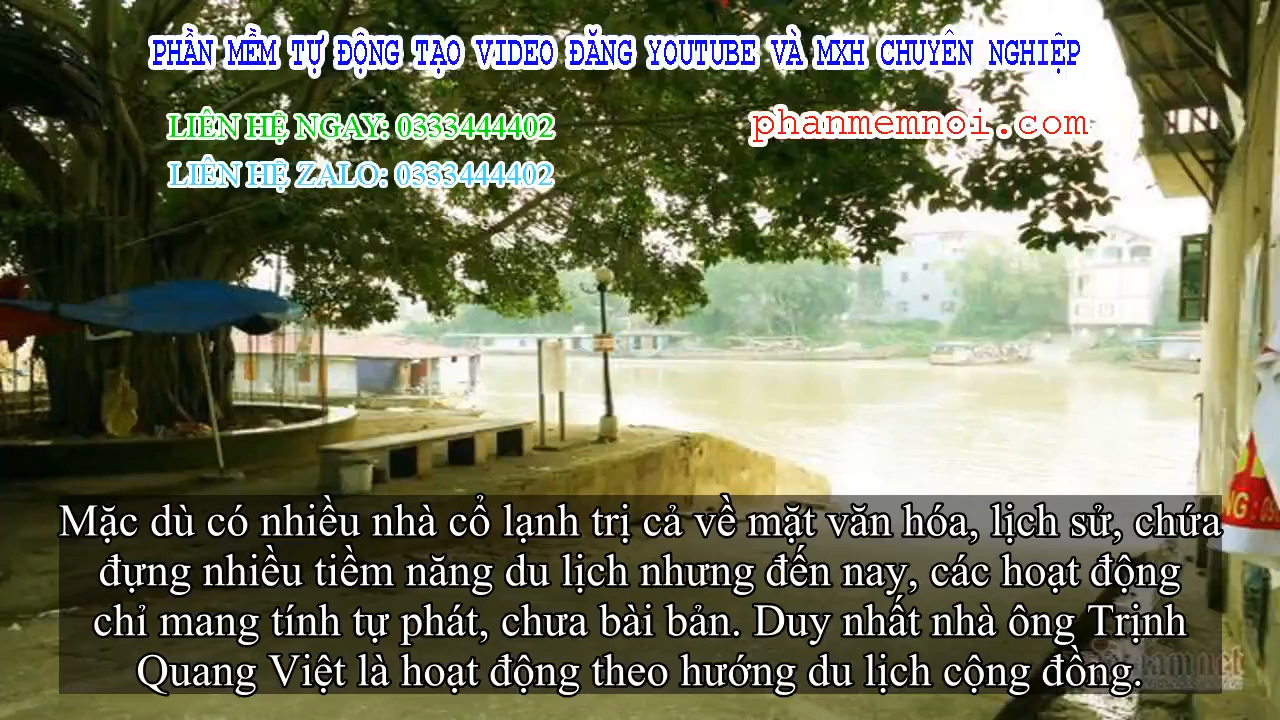 PHẦN MỀM TỰ ĐỘNG TẠO VIDEO ĐĂNG YOUTUBE VÀ MXH CHUYÊN NGHIỆP
LIÊN HỆ NGAY: 0333444402
phanmemnoi.com
LIÊN HỆ ZALO: 0333444402
Mặc dù có nhiều nhà cổ lạnh trị cả về mặt văn hóa, lịch sử, chứa
đựng nhiều tiềm năng du lịch nhưng đến nay, các hoạt động
chỉ mang tính tự phát, chưa bài bản. Duy nhất nhà ông Trịnh
Quang Việt là hoạt động theo hướng du lịch cộng đồng.